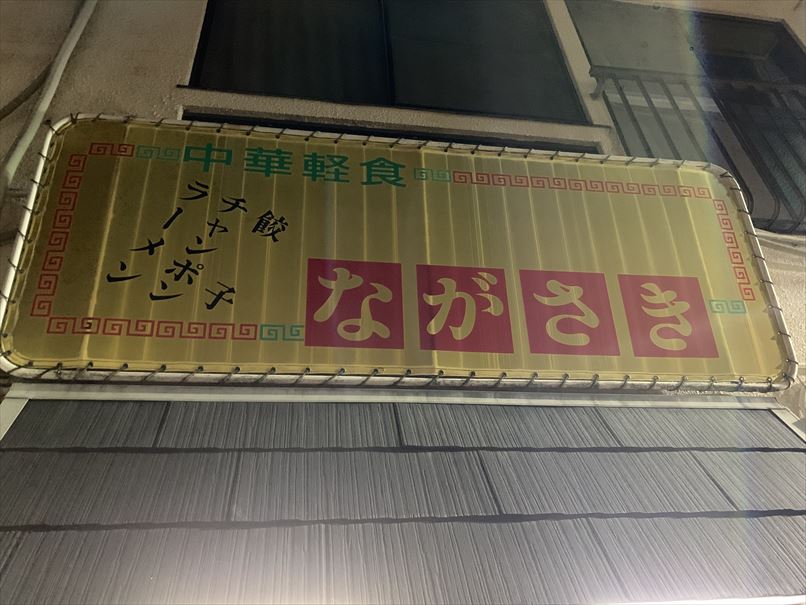 中華軽食
餃子
チャンポン
ラーメン
ながさき